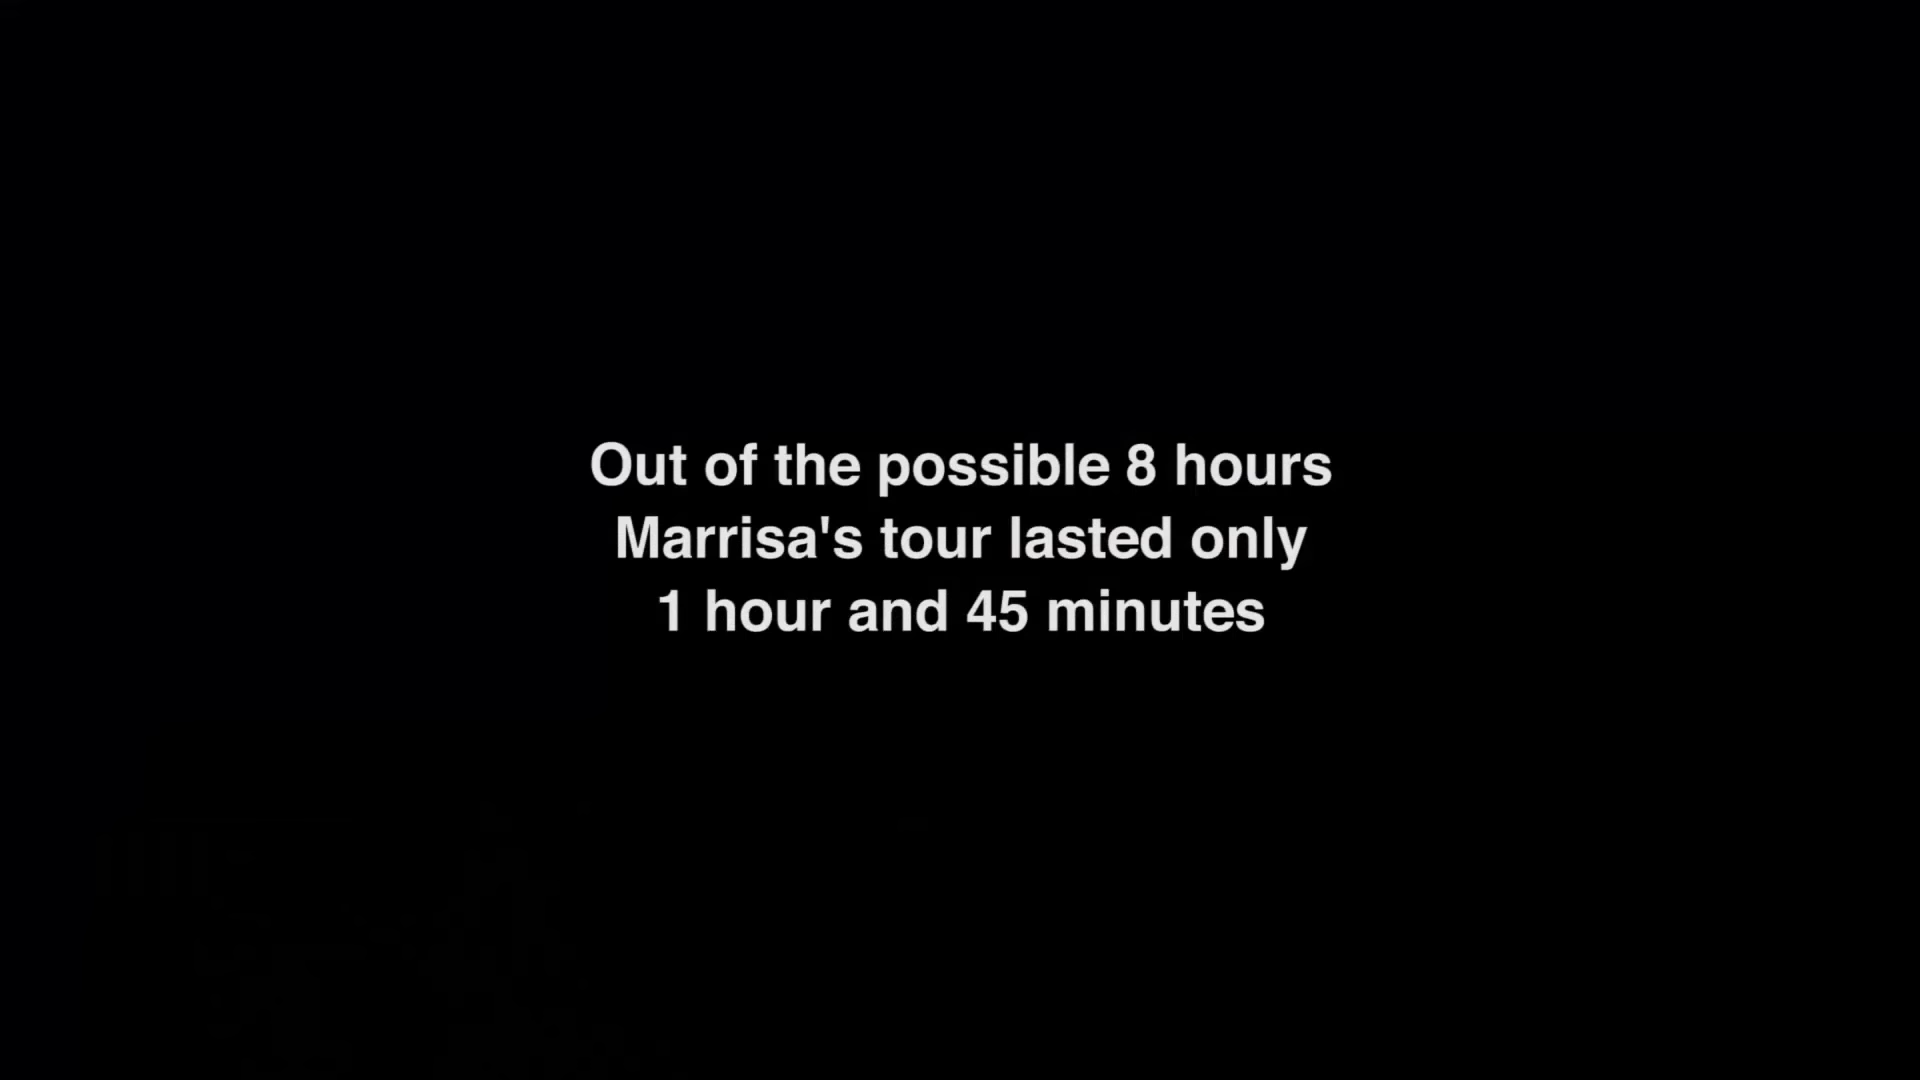 Out of the possible 8 hours
Marrisa's tour lasted only
1 hour and 45 minutes